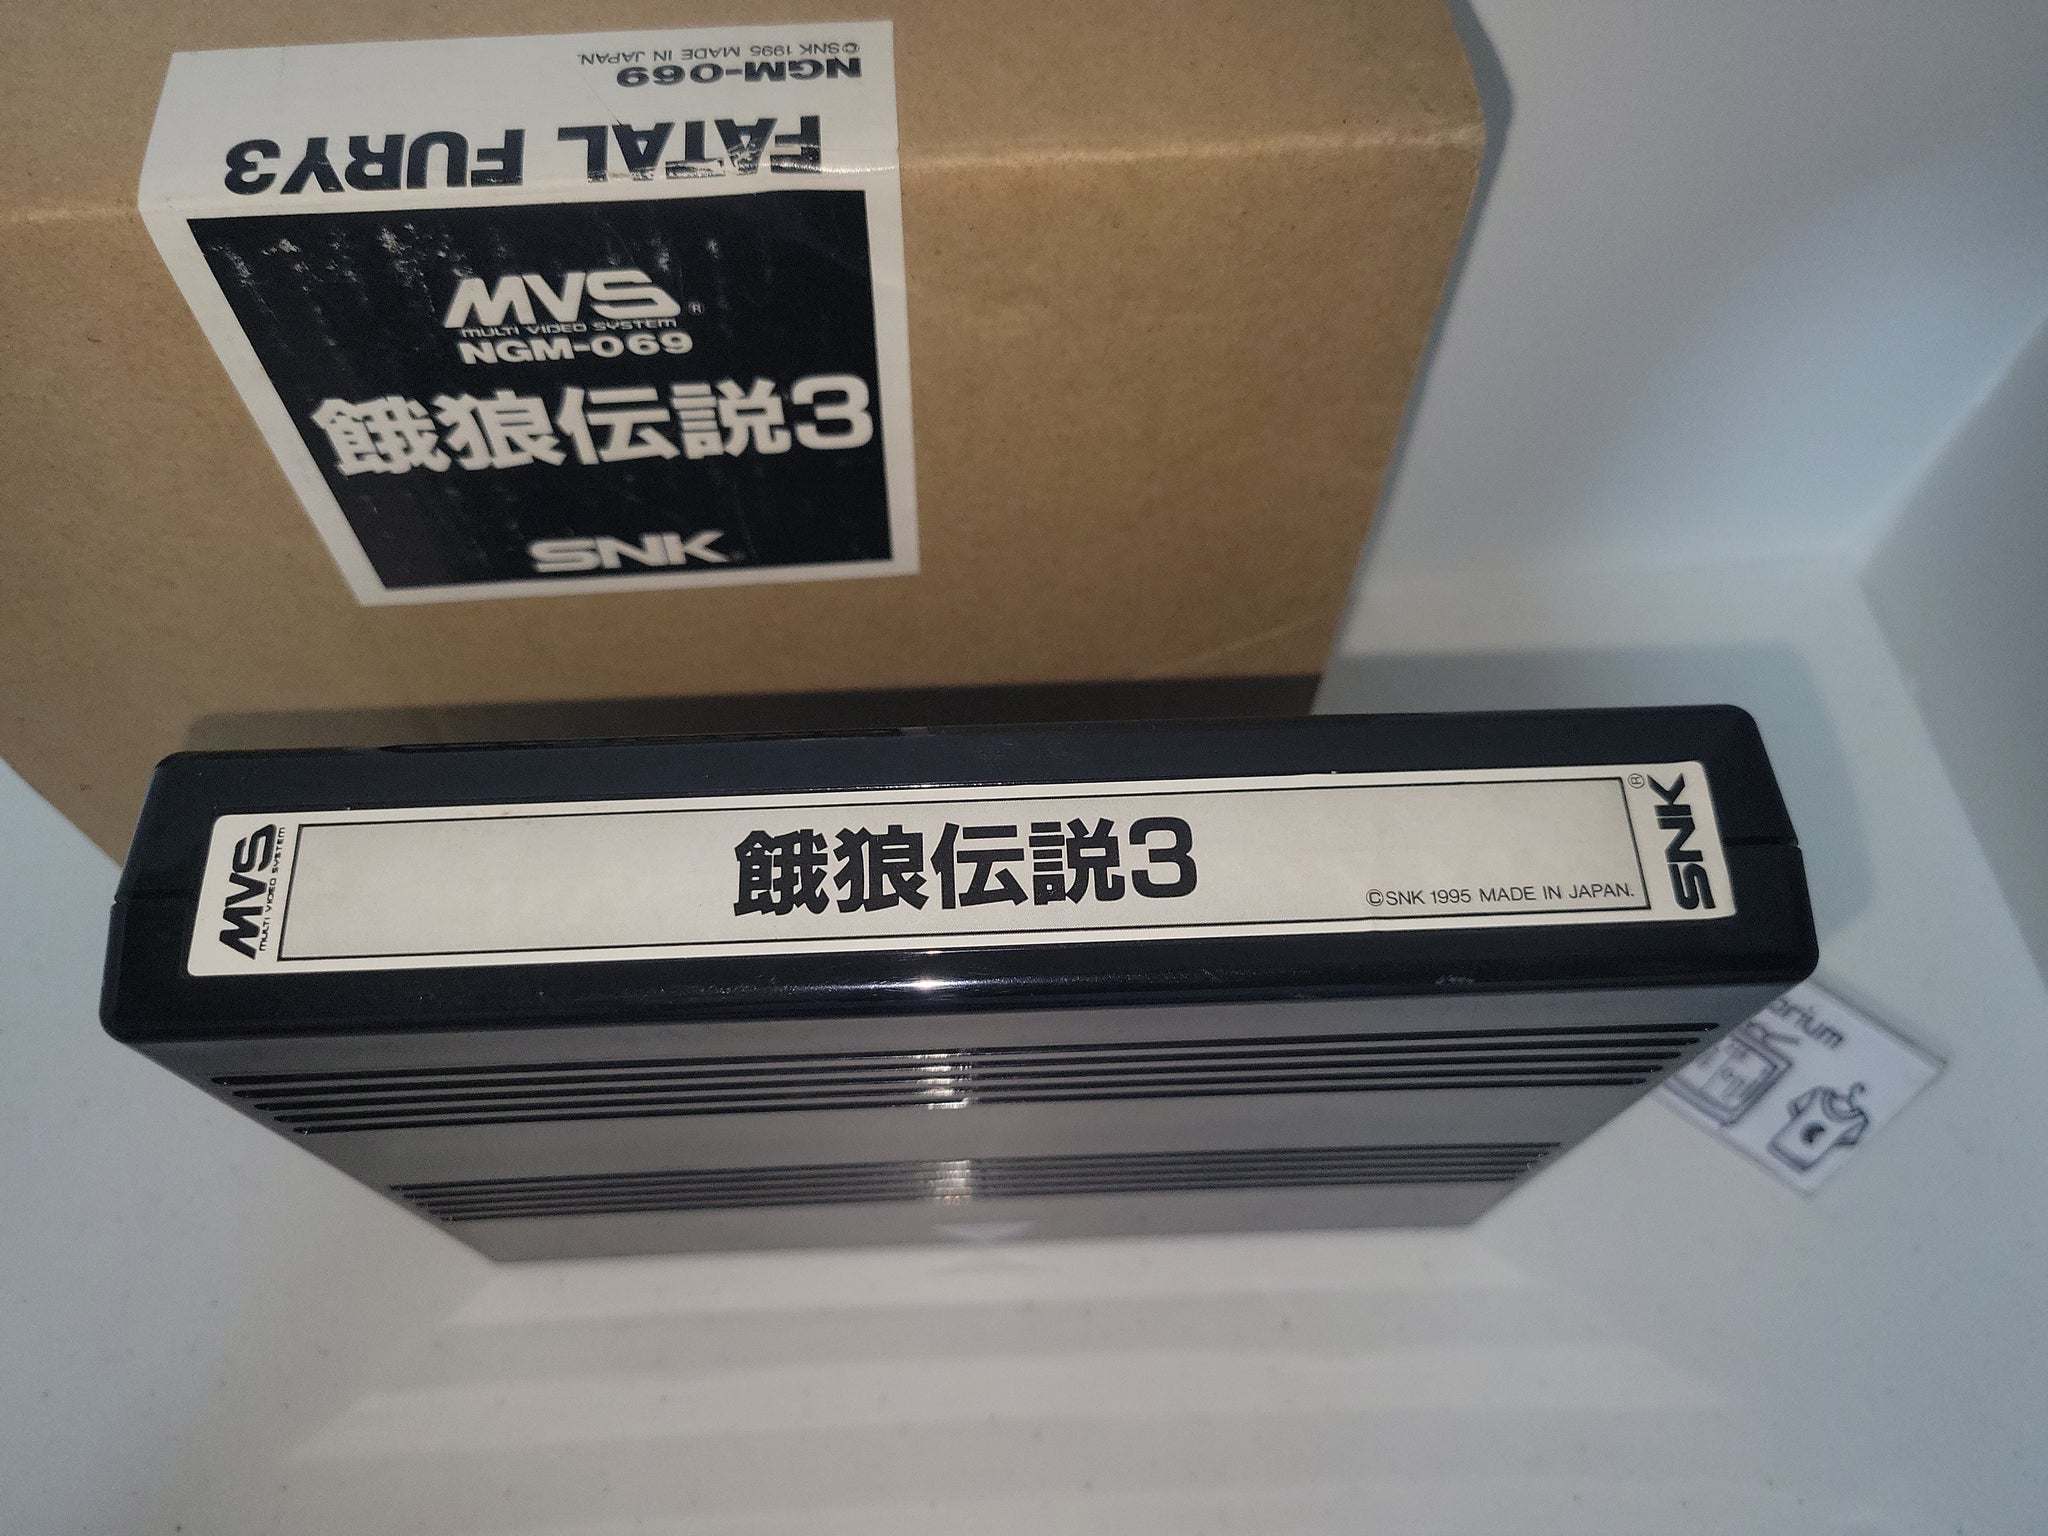 ©SNK 1995 MADE IN JAPAN.
NGM-069
FATAL FURY3
MVS®
MULTI VIDEO SYSTEM
NGM-069
餓狼伝説3
SNK
MVS
MULTI VIDEO SYSTEM
餓狼伝説3
©SNK 1995 MADE IN JAPAN.
SNK®